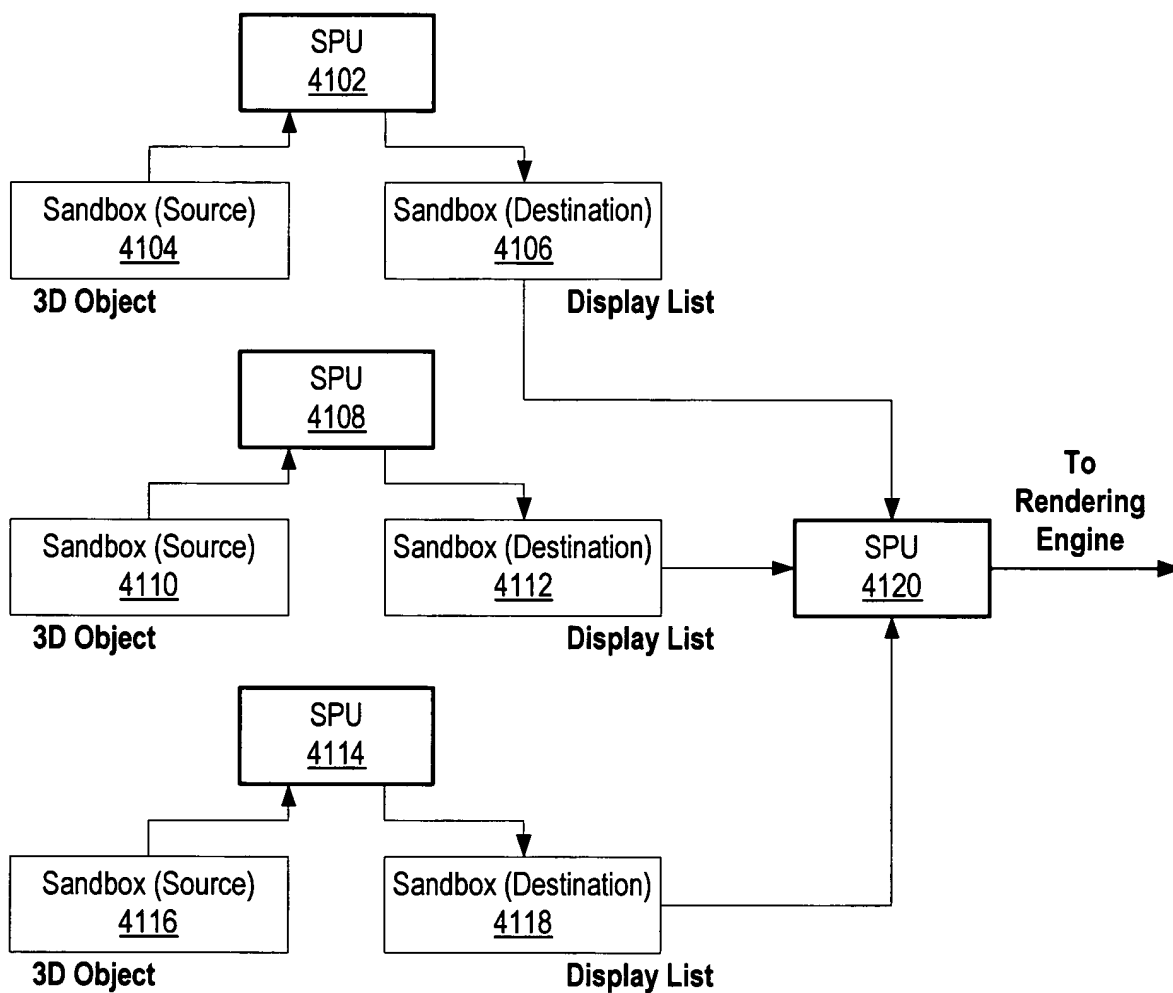 SPU
4102
Sandbox (Source)
4104
3D Object
Sandbox (Destination)
4106
Display List
SPU
4108
Sandbox (Source)
4110
3D Object
Sandbox (Destination)
4112
Display List
SPU
4120
To
Rendering
Engine
SPU
4114
Sandbox (Source)
4116
3D Object
Sandbox (Destination)
4118
Display List